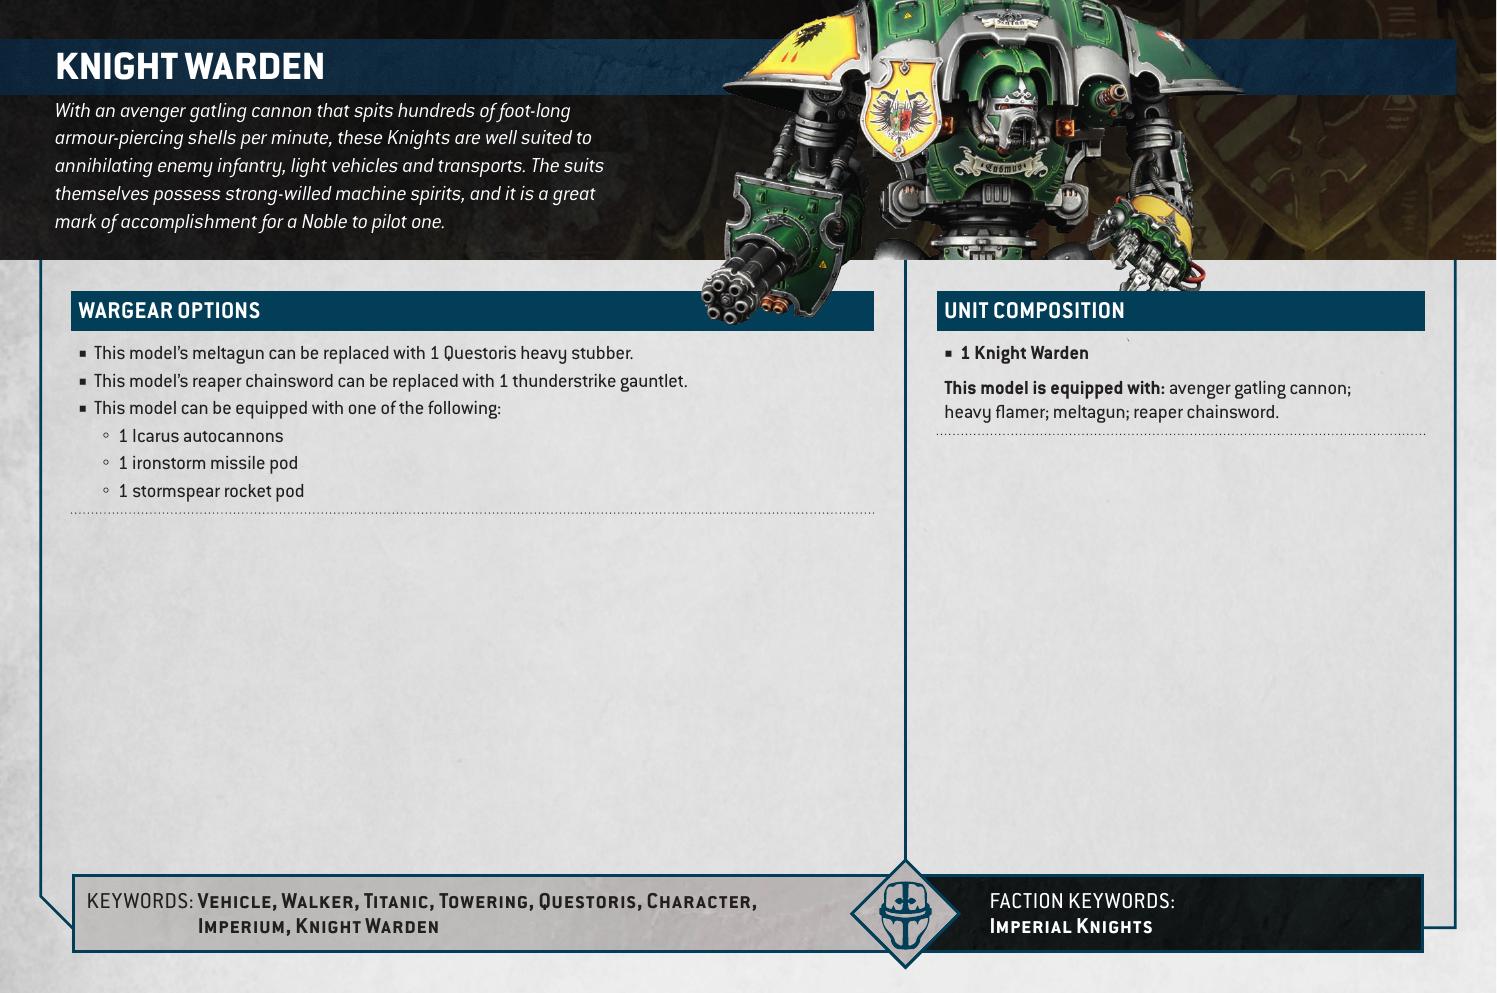 KNIGHT WARDEN
With an avenger gatling cannon that spits hundreds of foot-long
armour-piercing shells per minute, these Knights are well suited to
annihilating enemy infantry, light vehicles and transports. The suits
themselves possess strong-willed machine spirits, and it is a great
mark of accomplishment for a Noble to pilot one.
WARGEAR OPTIONS
■ This model’s meltagun can be replaced with 1 Questoris heavy stubber.
■ This model’s reaper chainsword can be replaced with 1 thunderstrike gauntlet.
■ This model can be equipped with one of the following:
◦ 1 Icarus autocannons
◦ 1 ironstorm missile pod
◦ 1 stormspear rocket pod
UNIT COMPOSITION
■ 1 Knight Warden
This model is equipped with: avenger gatling cannon;
heavy flamer; meltagun; reaper chainsword.
KEYWORDS: Vehicle, Walker, Titanic, Towering, Questoris, Character,
Imperium, Knight Warden
FACTION KEYWORDS:
Imperial Knights